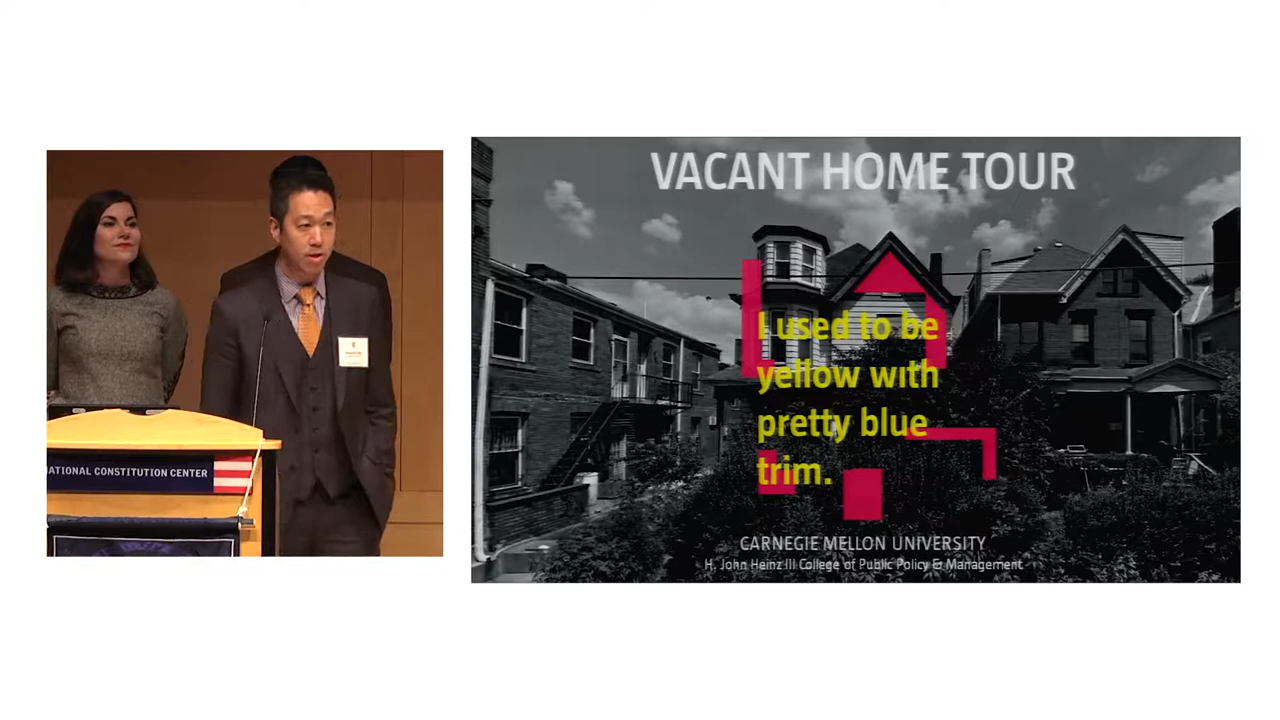 NATIONAL CONSTITUTION CENTER
VACANT HOME TOUR
I used to be
yellow with
pretty blue
trim.
CARNEGIE MELLON UNIVERSITY
H. John Heinz III College of Public Policy & Management